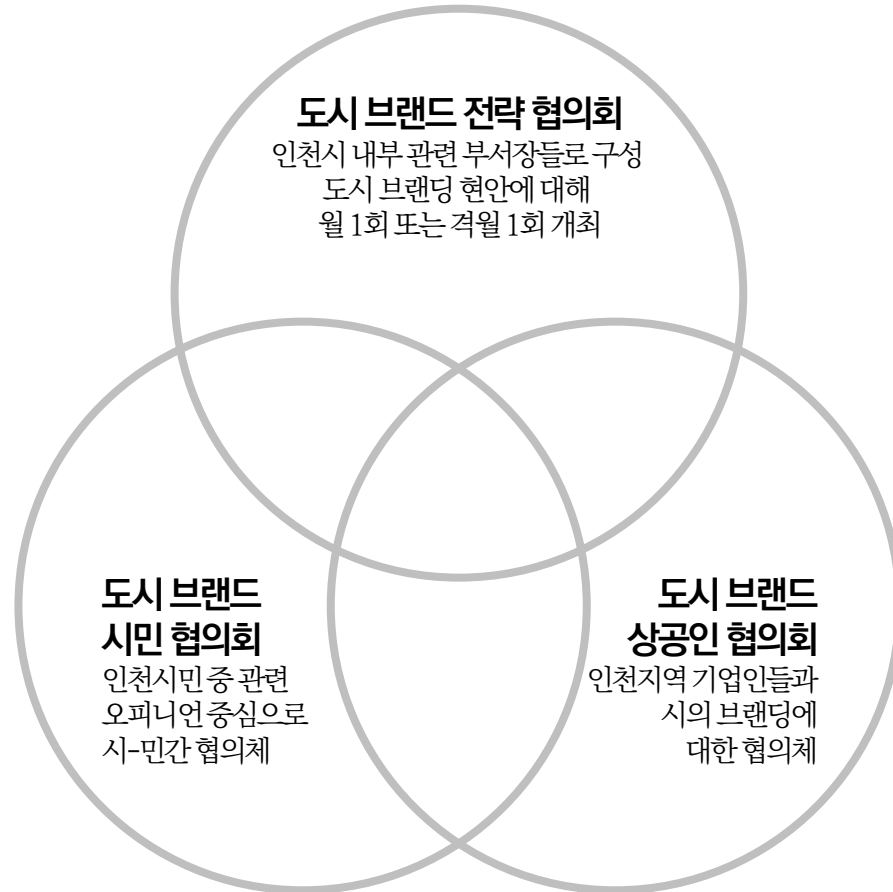 도시 브랜드 전략 협의회
인천시 내부 관련 부서장들로 구성
도시 브랜딩 현안에 대해
월 1회 또는 격월 1회 개최
도시 브랜드
시민 협의회
인천시민 중 관련
오피니언 중심으로
시-민간 협의체
도시 브랜드
상공인 협의회
인천지역 기업인들과
시의 브랜딩에
대한 협의체